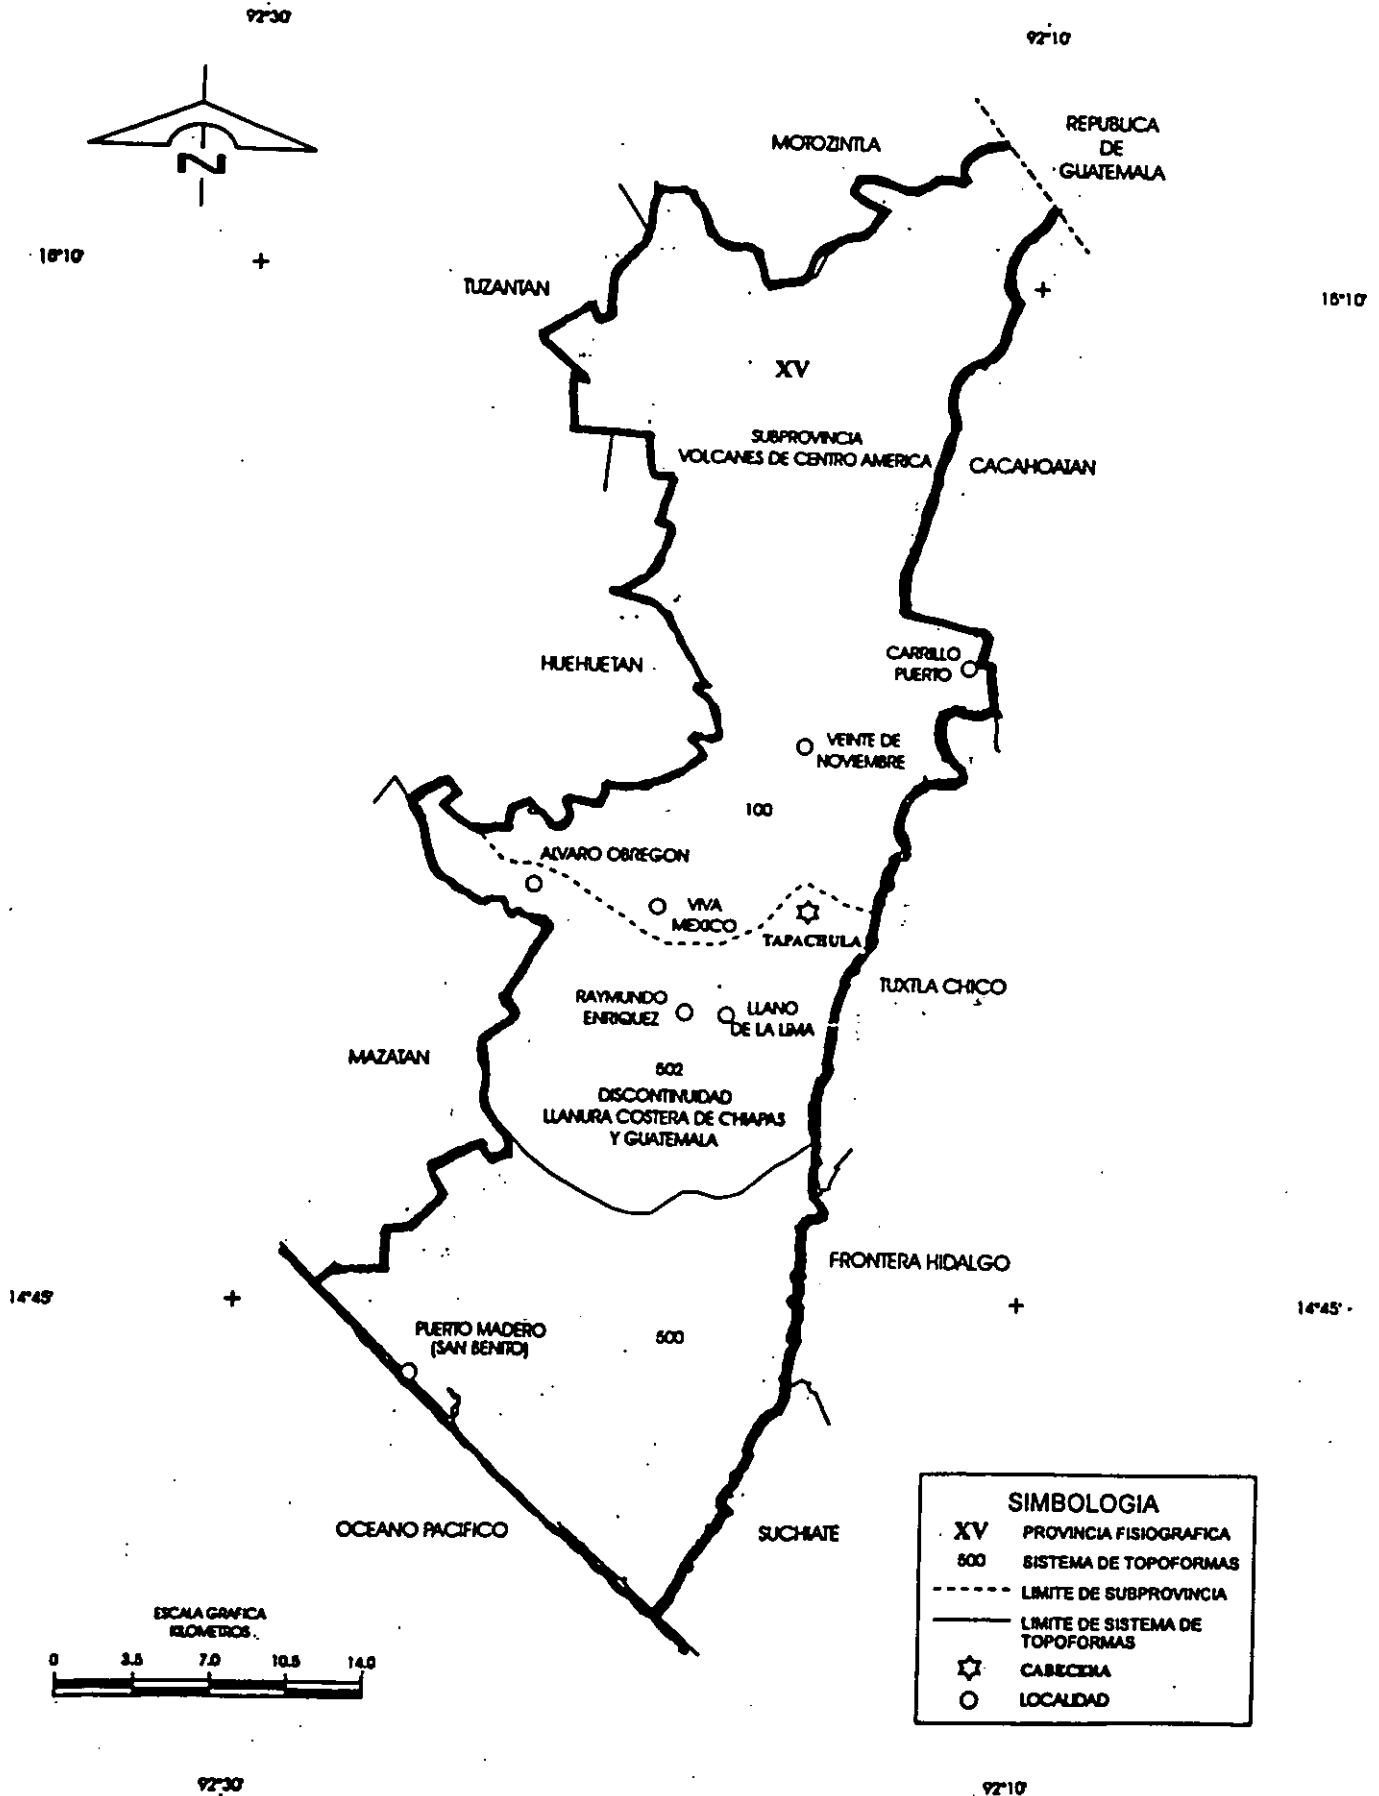 92°30'
92°10'
N
REPUBLICA
DE
GUATEMALA
MOTOZINTLA
15°10'
15°10'
TUZANTAN
XV
SUBPROVINCIA
VOLCANES DE CENTRO AMERICA
CACAHOATAN
HUEHUETAN
CARRILLO
PUERTO
VEINTE DE
NOVIEMBRE
100
ALVARO OBREGON
VIVA
MEXICO
TAPACHULA
TUXTLA CHICO
RAYMUNDO
ENRIQUEZ
LLANO
DE LA LIMA
MAZATAN
502
DISCONTINUIDAD
LLANURA COSTERA DE CHIAPAS
Y GUATEMALA
FRONTERA HIDALGO
14°45'
14°45'
PUERTO MADERO
(SAN BENITO)
500
OCEANO PACIFICO
SUCHIATE
SIMBOLOGIA
XV PROVINCIA FISIOGRAFICA
500 SISTEMA DE TOPOFORMAS
LIMITE DE SUBPROVINCIA
LIMITE DE SISTEMA DE
TOPOFORMAS
CABECERA
LOCALIDAD
ESCALA GRAFICA
KILOMETROS
0 3.5 7.0 10.5 14.0
92°30'
92°10'